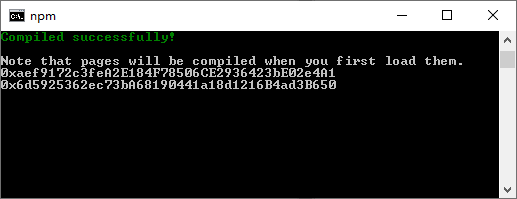 npm
Compiled successfully!
Note that pages will be compiled when you first load them.
0xaef9172c3feA2E184F78506CE2936423bE02e4A1
0x6d5925362ec73bA68190441a18d1216B4ad3B650